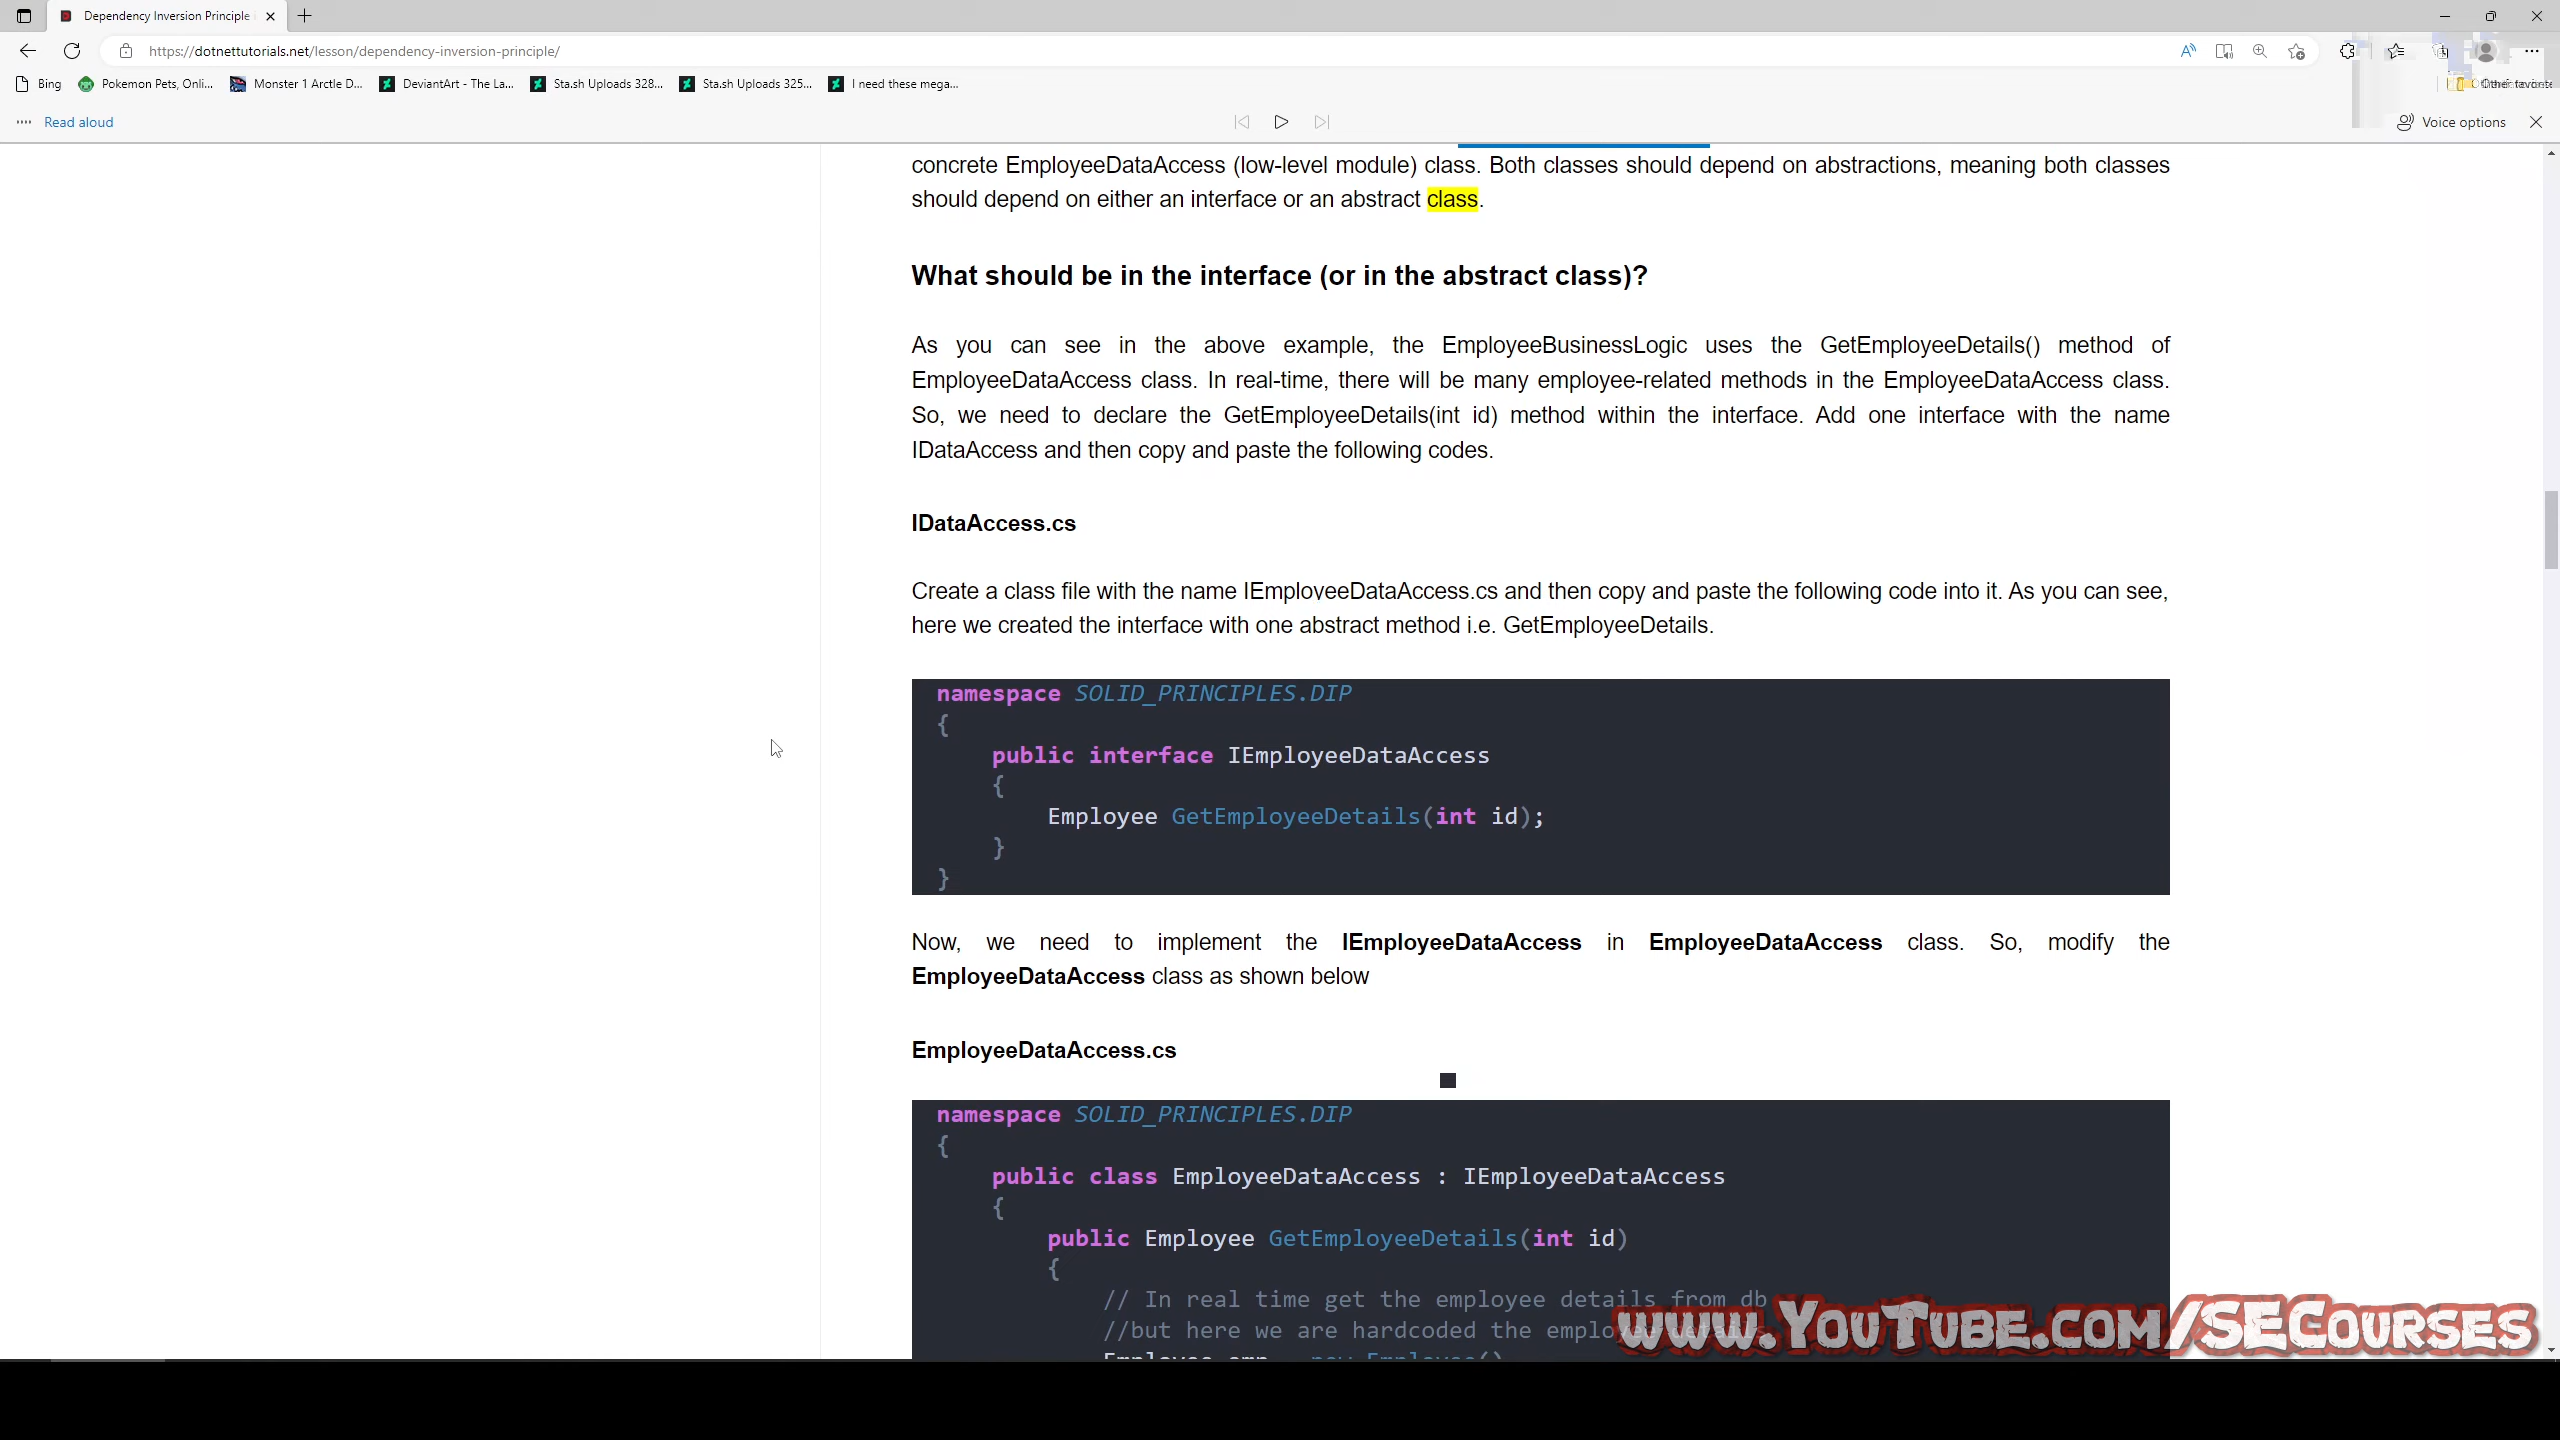 Dependency Inversion Principle
https://dotnettutorials.net/lesson/dependency-inversion-principle/
Bing
Pokemon Pets, Onli...
Monster 1 Arctle D...
DeviantArt - The La...
Sta.sh Uploads 328...
Sta.sh Uploads 325...
I need these mega...
Read aloud
Voice options
concrete EmployeeDataAccess (low-level module) class. Both classes should depend on abstractions, meaning both classes
should depend on either an interface or an abstract class.
What should be in the interface (or in the abstract class)?
As you can see in the above example, the EmployeeBusinessLogic uses the GetEmployeeDetails() method of
EmployeeDataAccess class. In real-time, there will be many employee-related methods in the EmployeeDataAccess class.
So, we need to declare the GetEmployeeDetails(int id) method within the interface. Add one interface with the name
IDataAccess and then copy and paste the following codes.
IDataAccess.cs
Create a class file with the name IEmployeeDataAccess.cs and then copy and paste the following code into it. As you can see,
here we created the interface with one abstract method i.e. GetEmployeeDetails.
namespace SOLID_PRINCIPLES.DIP
{
public interface IEmployeeDataAccess
{
Employee GetEmployeeDetails(int id);
}
}
Now, we need to implement the IEmployeeDataAccess in EmployeeDataAccess class. So, modify the
EmployeeDataAccess class as shown below
EmployeeDataAccess.cs
namespace SOLID_PRINCIPLES.DIP
{
public class EmployeeDataAccess : IEmployeeDataAccess
{
public Employee GetEmployeeDetails(int id)
{
// In real time get the employee details from db
//but here we are hardcoded the employee details
www.YouTube.com/SECourses